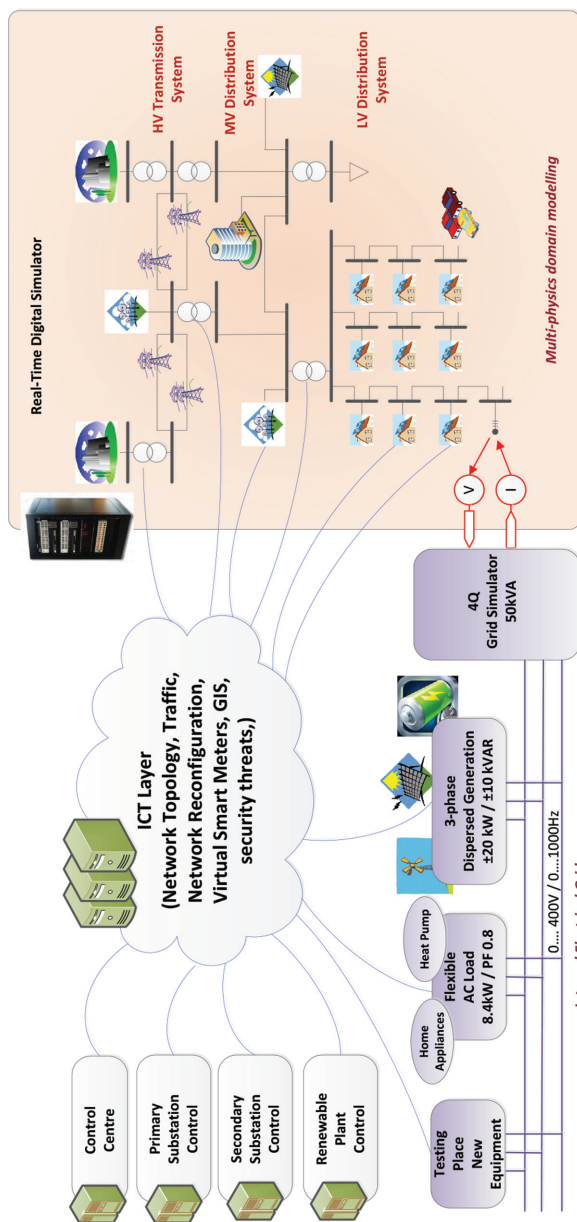 Real-Time Digital Simulator
HV Transmission
System
MV Distribution
System
LV Distribution
System
Multi-physics domain modelling
ICT Layer
(Network Topology, Traffic,
Network Reconfiguration,
Virtual Smart Meters, GIS,
security threats,)
Control
Centre
Primary
Substation
Control
Secondary
Substation
Control
Renewable
Plant
Control
Testing
Place
New
Equipment
Home
Appliances
Heat Pump
Flexible
AC Load
8.4kW / PF 0.8
3-phase
Dispersed Generation
±20 kW / ±10 kVAR
4Q
Grid Simulator
50kVA
V
I
0.... 400V / 0....1000Hz